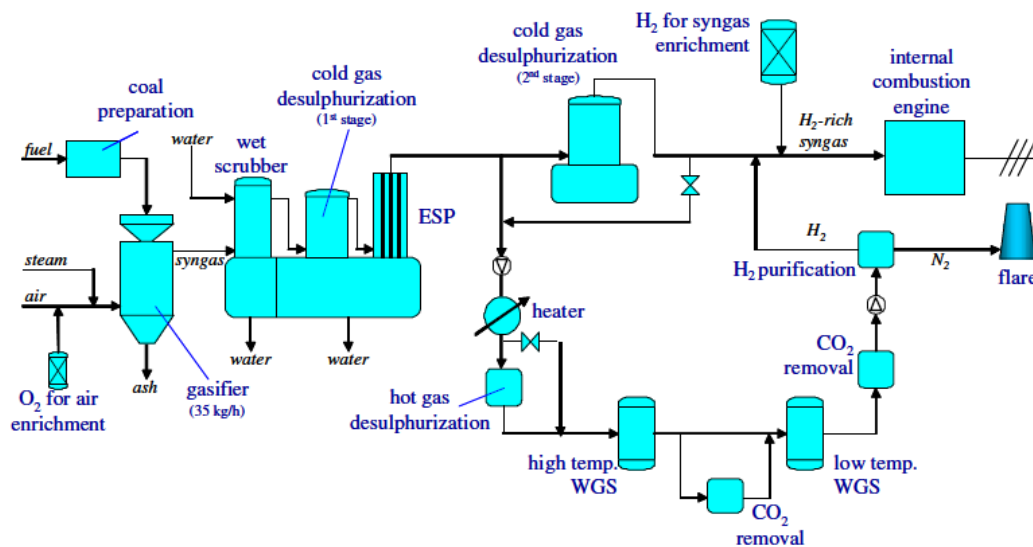 coal
preparation
fuel
water
wet
scrubber
cold gas
desulphurization
(1st stage)
ESP
cold gas
desulphurization
(2nd stage)
H2 for syngas
enrichment
internal
combustion
engine
H2-rich
syngas
steam
air
syngas
O2 for air
enrichment
ash
gasifier
(35 kg/h)
water
water
heater
hot gas
desulphurization
high temp.
WGS
CO2
removal
low temp.
WGS
CO2
removal
H2 purification
H2
N2
flare